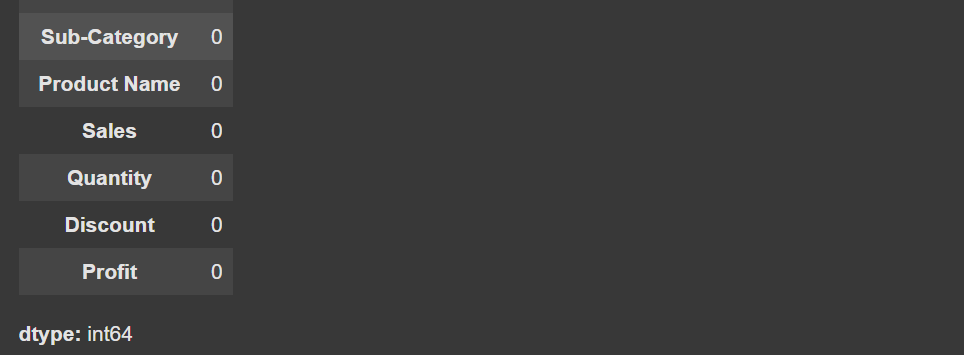 Sub-Category 0
Product Name 0
Sales 0
Quantity 0
Discount 0
Profit 0
dtype: int64